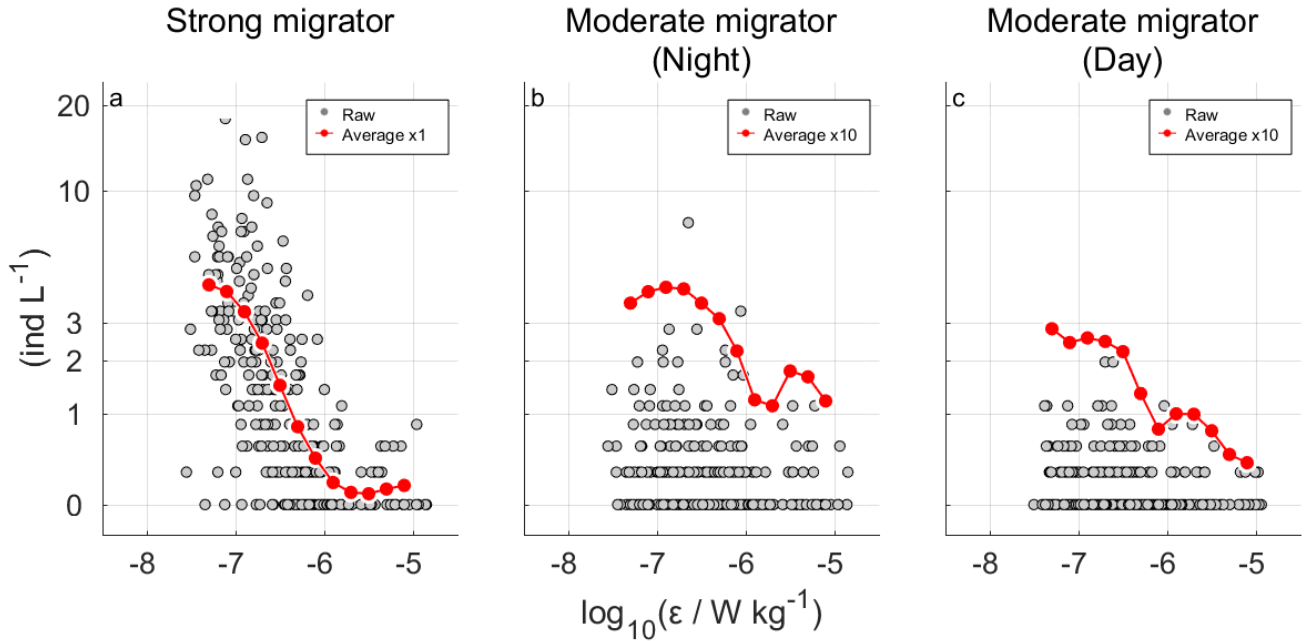 Strong migrator
Moderate migrator
(Night)
Moderate migrator
(Day)
a
Raw
Average x1
b
Raw
Average x10
c
Raw
Average x10
20
10
3
2
1
0
(ind L⁻¹)
-8 -7 -6 -5
-8 -7 -6 -5
-8 -7 -6 -5
log₁₀(ε / W kg⁻¹)